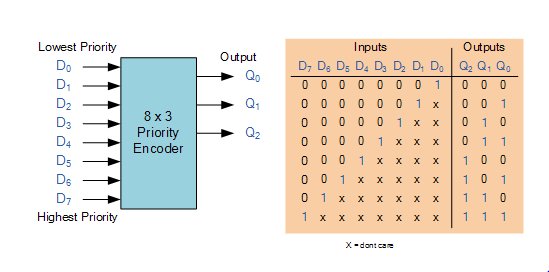 Lowest Priority
D0
D1
D2
D3
D4
D5
D6
D7
Highest Priority
8 x 3
Priority
Encoder
Output
Q0
Q1
Q2
Inputs Outputs
D7 D6 D5 D4 D3 D2 D1 D0 Q2 Q1 Q0
0 0 0 0 0 0 0 1 0 0 0
0 0 0 0 0 0 1 x 0 0 1
0 0 0 0 0 1 x x 0 1 0
0 0 0 0 1 x x x 0 1 1
0 0 0 1 x x x x 1 0 0
0 0 1 x x x x x 1 0 1
0 1 x x x x x x 1 1 0
1 x x x x x x x 1 1 1
X = dont care